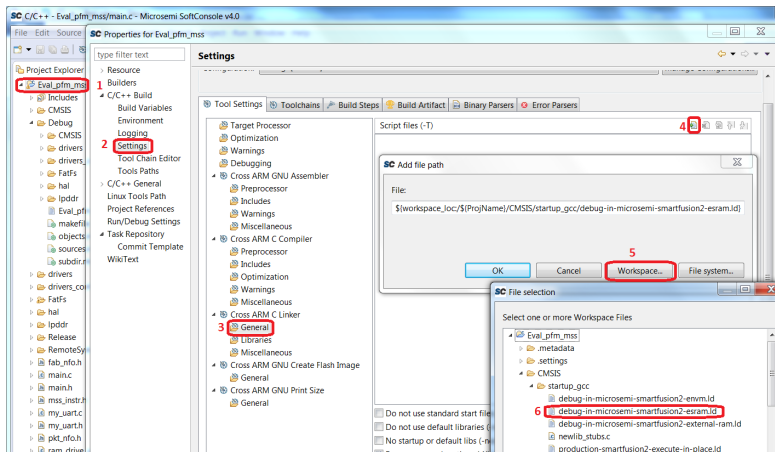 SC C/C++ - Eval_pfm_mss/main.c - Microsemi SoftConsole v4.0
File Edit Source
SC Properties for Eval_pfm_mss
type filter text
Settings
Project Explorer
Eval_pfm_mss
Includes
CMSIS
Debug
CMSIS
drivers
drivers_
FatFs
hal
lpddr
Eval_pf
makefil
objects
sources
subdir.m
drivers
drivers_co
FatFs
hal
lpddr
Release
RemoteSy
fab_nfo.h
main.c
main.h
mss_instr.h
my_uart.c
my_uart.h
pkt_nfo.h
ram_drive
1
Resource
Builders
C/C++ Build
Build Variables
Environment
Logging
2
Settings
Tool Chain Editor
Tools Paths
C/C++ General
Linux Tools Path
Project References
Run/Debug Settings
Task Repository
Commit Template
WikiText
Tool Settings
Toolchains
Build Steps
Build Artifact
Binary Parsers
Error Parsers
Target Processor
Optimization
Warnings
Debugging
Cross ARM GNU Assembler
Preprocessor
Includes
Warnings
Miscellaneous
Cross ARM C Compiler
Preprocessor
Includes
Optimization
Warnings
Miscellaneous
Cross ARM C Linker
3
General
Libraries
Miscellaneous
Cross ARM GNU Create Flash Image
General
Cross ARM GNU Print Size
General
Script files (-T)
4
SC Add file path
File:
${workspace_loc:/${ProjName}/CMSIS/startup_gcc/debug-in-microsemi-smartfusion2-esram.ld}
5
OK
Cancel
Workspace...
File system...
SC File selection
Select one or more Workspace Files
Eval_pfm_mss
.metadata
.settings
CMSIS
startup_gcc
debug-in-microsemi-smartfusion2-envm.ld
6
debug-in-microsemi-smartfusion2-esram.ld
debug-in-microsemi-smartfusion2-external-ram.ld
newlib_stubs.c
production-smartfusion2-execute-in-place.ld
Do not use standard start file
Do not use default libraries (
No startup or default libs (-n